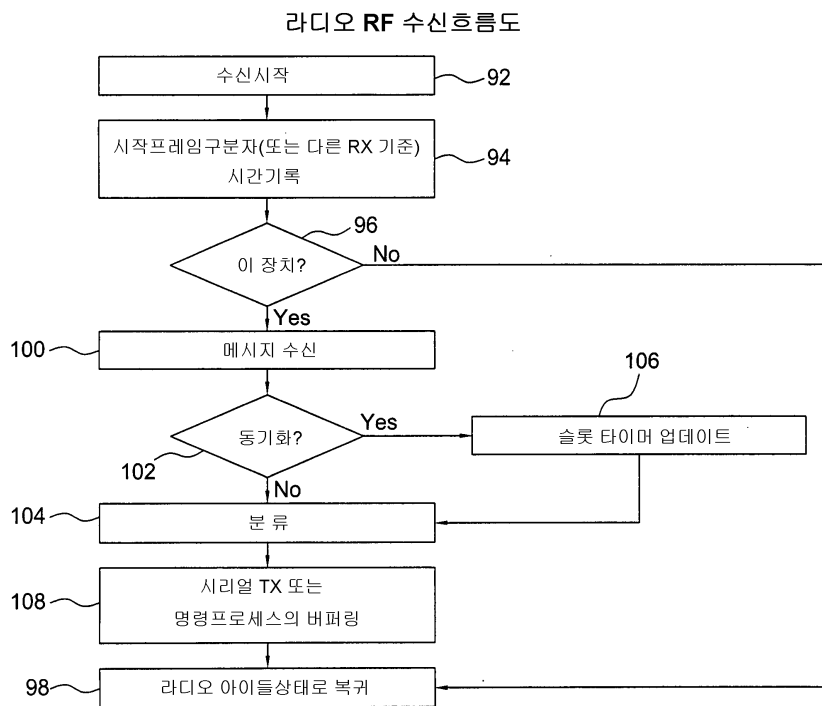 라디오 RF 수신흐름도
수신시작
92
시작프레임구분자(또는 다른 RX 기준)
시간기록
94
96
이 장치?
No
Yes
100
메시지 수신
106
동기화?
Yes
슬롯 타이머 업데이트
102
No
104
분 류
시리얼 TX 또는
명령프로세스의 버퍼링
108
98
라디오 아이들상태로 복귀